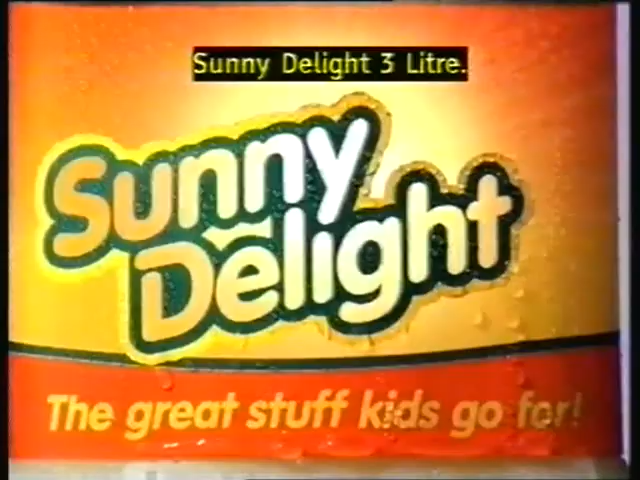 Sunny Delight 3 Litre.
Sunny
Delight
The great stuff kids go for!